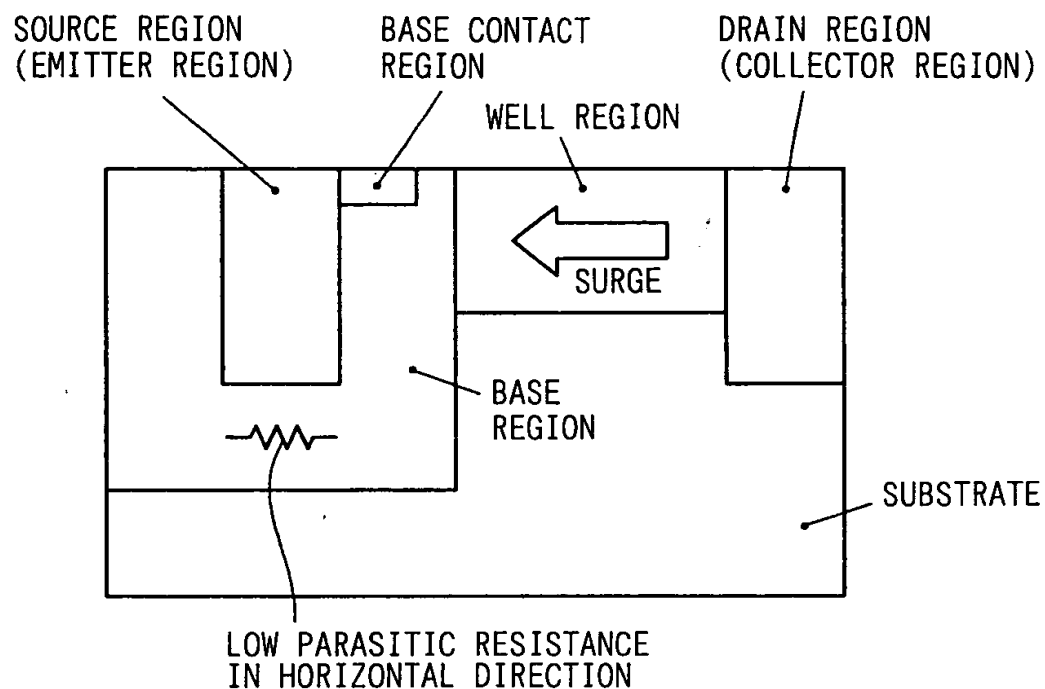 SOURCE REGION
(EMITTER REGION)
BASE CONTACT
REGION
DRAIN REGION
(COLLECTOR REGION)
WELL REGION
SURGE
BASE
REGION
SUBSTRATE
LOW PARASITIC RESISTANCE
IN HORIZONTAL DIRECTION